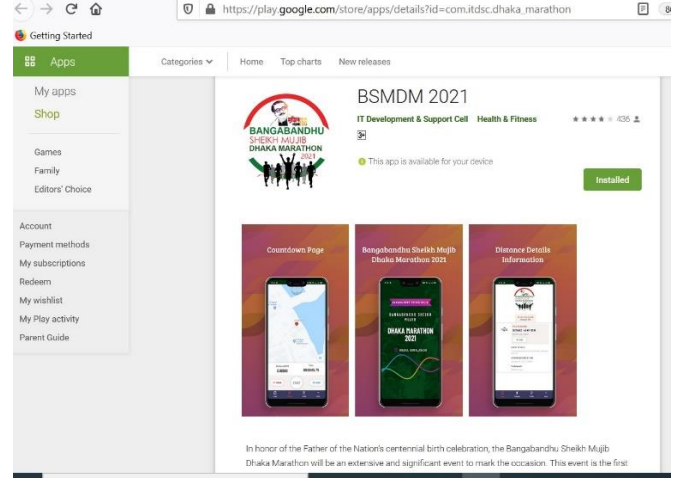 https://play.google.com/store/apps/details?id=com.itdsc.dhaka_marathon
Getting Started
Apps
Categories
Home
Top charts
New releases
My apps
Shop
Games
Family
Editors' Choice
Account
Payment methods
My subscriptions
Redeem
My wishlist
My Play activity
Parent Guide
BANGABANDHU
SHEIKH MUJIB
DHAKA MARATHON
2021
BSMDM 2021
IT Development & Support Cell Health & Fitness
436
3+
This app is available for your device
Installed
Countdown Page
Bangabandhu Sheikh Mujib
Dhaka Marathon 2021
BANGABANDHU SHEIKH
MUJIB
DHAKA MARATHON
2021
Distance Details
Information
In honor of the Father of the Nation's centennial birth celebration, the Bangabandhu Sheikh Mujib
Dhaka Marathon will be an extensive and significant event to mark the occasion. This event is the first